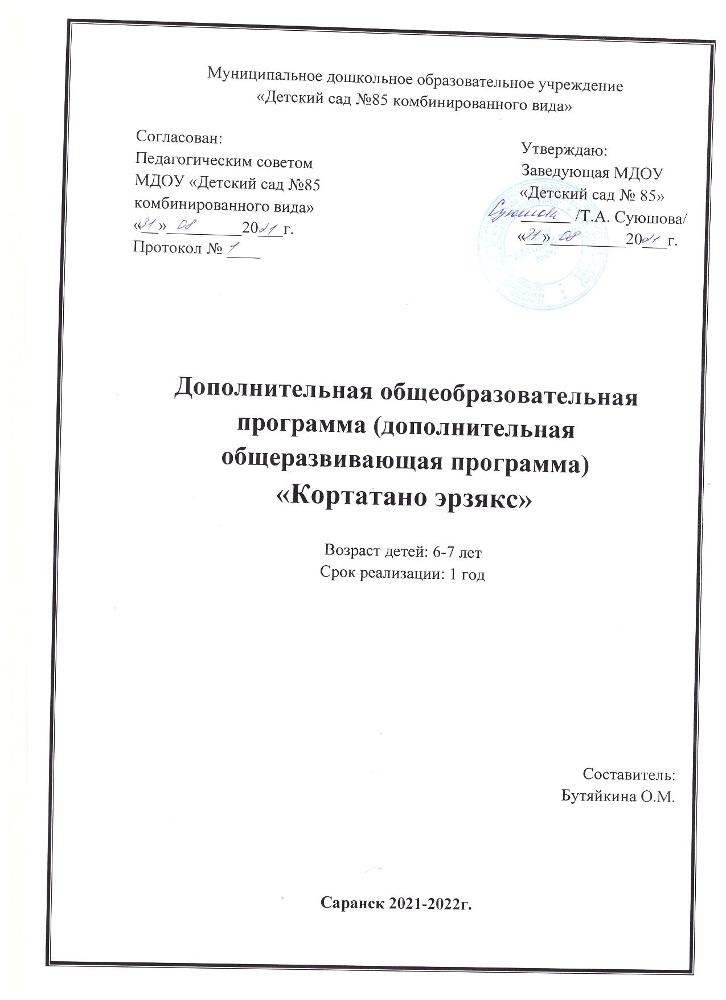 Муниципальное дошкольное образовательное учреждение
«Детский сад №85 комбинированного вида»
Согласован:
Педагогическим советом
МДОУ «Детский сад №85
комбинированного вида»
«31» 08 2021 г.
Протокол № 1
Утверждаю:
Заведующая МДОУ
«Детский сад № 85»
Суюшова /Т.А. Суюшова/
«31» 08 2021 г.
Дополнительная общеобразовательная
программа (дополнительная
общеразвивающая программа)
«Кортатано эрзякс»
Возраст детей: 6-7 лет
Срок реализации: 1 год
Составитель:
Бутяйкина О.М.
Саранск 2021-2022г.